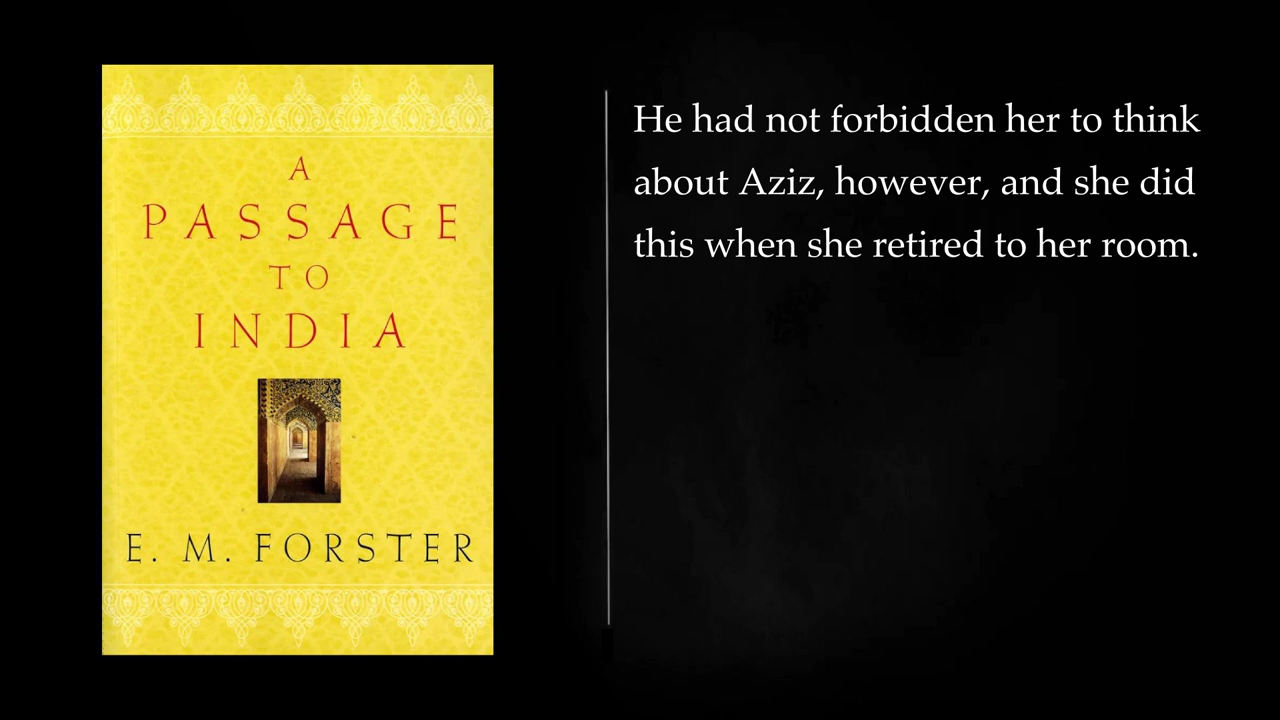 A
PASSAGE
TO
INDIA
E. M. FORSTER
He had not forbidden her to think
about Aziz, however, and she did
this when she retired to her room.